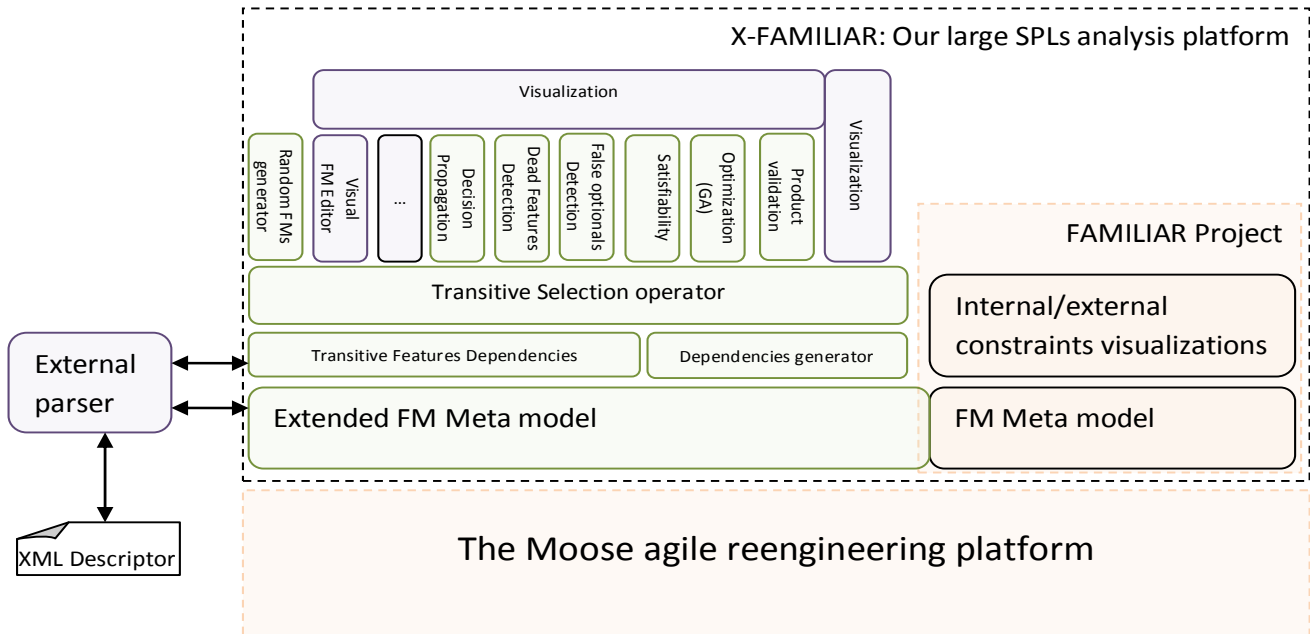 X-FAMILIAR: Our large SPLs analysis platform
Visualization
Visualization
Random FMs
generator
Visual
FM Editor
...
Decision
Propagation
Dead Features
Detection
False optionals
Detection
Satisfiability
Optimization
(GA)
Product
validation
FAMILIAR Project
Transitive Selection operator
Internal/external
constraints visualizations
Transitive Features Dependencies
Dependencies generator
External
parser
Extended FM Meta model
FM Meta model
XML Descriptor
The Moose agile reengineering platform